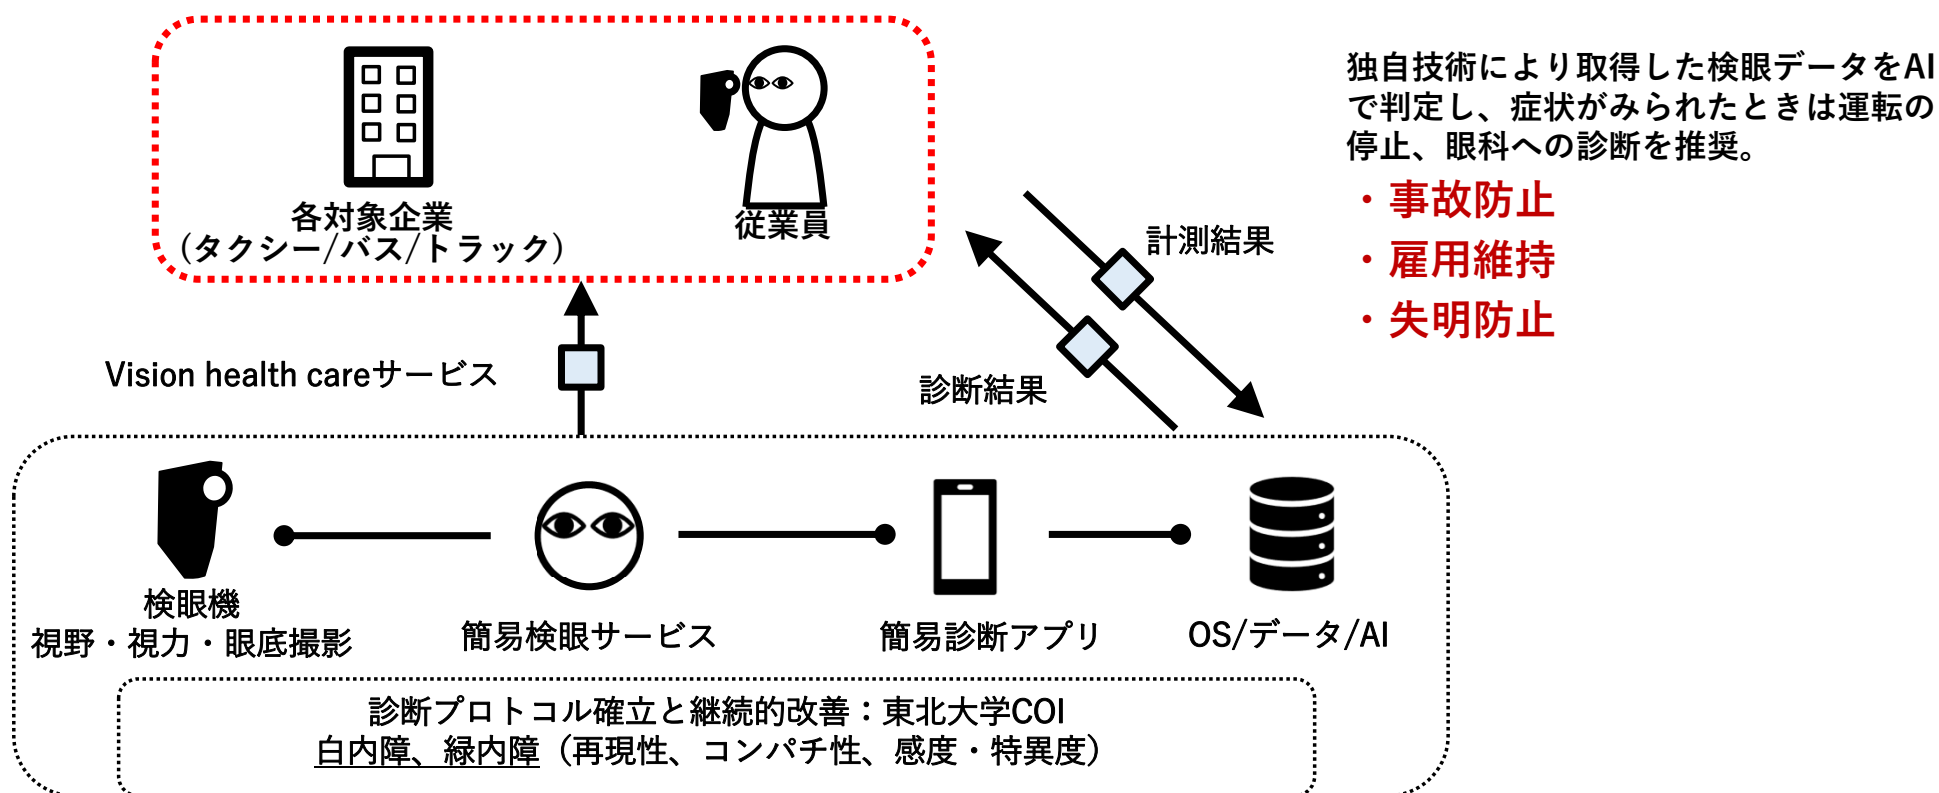 独自技術により取得した検眼データをAI
で判定し、症状がみられたときは運転の
停止、眼科への診断を推奨。
・事故防止
・雇用維持
・失明防止
各対象企業
(タクシー/バス/トラック)
従業員
計測結果
診断結果
Vision health careサービス
検眼機
視野・視力・眼底撮影
簡易検眼サービス
簡易診断アプリ
OS/データ/AI
診断プロトコル確立と継続的改善：東北大学COI
白内障、緑内障（再現性、コンパチ性、感度・特異度）